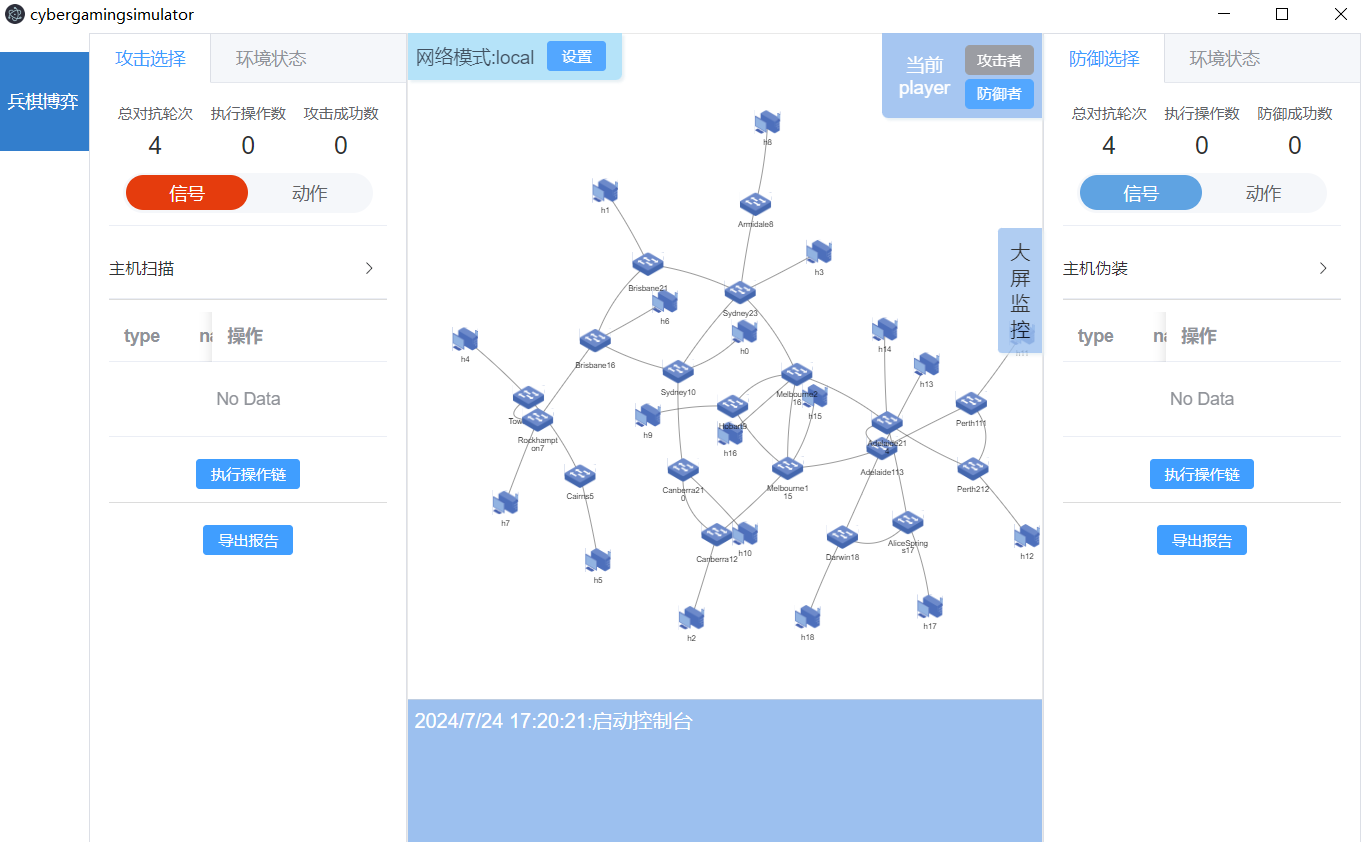 cybergamingsimulator
兵棋博弈
攻击选择
环境状态
总对抗轮次
执行操作数
攻击成功数
4
0
0
信号
动作
主机扫描
type
操作
No Data
执行操作链
导出报告
网络模式:local
设置
当前
player
攻击者
防御者
大
屏
监
控
h8
h1
Armidale8
h3
Brisbane21
h6
Sydney23
h0
h4
Brisbane16
h14
h11
Sydney10
h13
Melbourne2
16
h15
Hobart9
h9
h16
Perth111
Rockhampt
on7
Adelaide21
4
Adelaide113
Cairns5
Canberra21
0
Melbourne1
15
Perth212
h7
h10
Canberra12
Darwin18
AliceSpring
s17
h12
h5
h2
h18
h17
2024/7/24 17:20:21:启动控制台
防御选择
环境状态
总对抗轮次
执行操作数
防御成功数
4
0
0
信号
动作
主机伪装
type
操作
No Data
执行操作链
导出报告